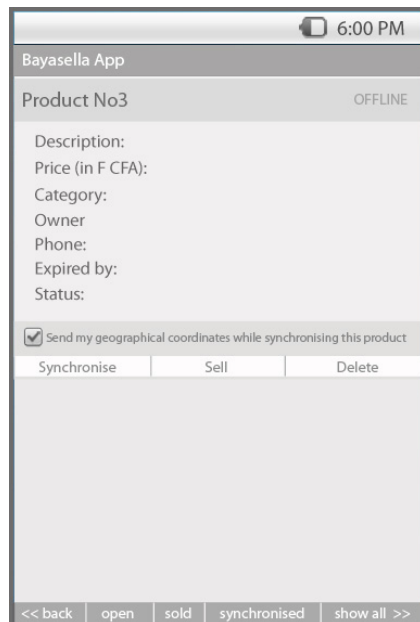 6:00 PM
Bayasella App
Product No3 OFFLINE
Description:
Price (in F CFA):
Category:
Owner
Phone:
Expired by:
Status:
Send my geographical coordinates while synchronising this product
Synchronise Sell Delete
<< back open sold synchronised show all >>